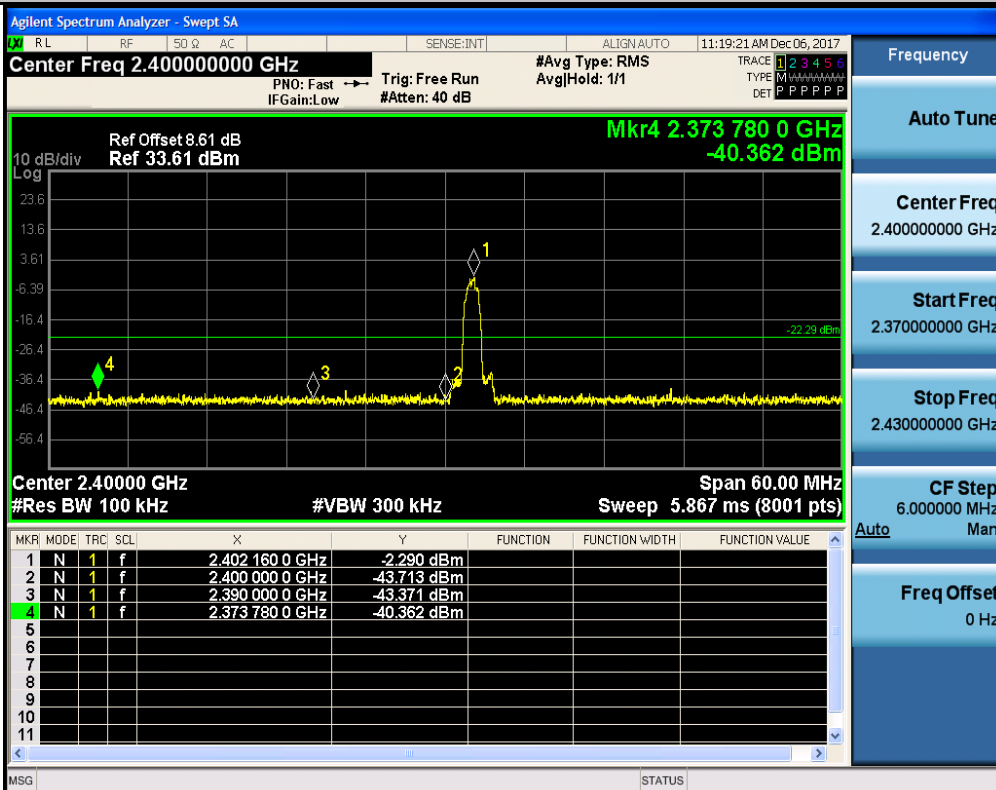 Agilent Spectrum Analyzer - Swept SA
LXI RL RF 50 Ω AC SENSE:INT ALIGN AUTO 11:19:21 AM Dec 06, 2017
Center Freq 2.400000000 GHz
PNO: Fast
IFGain:Low
Trig: Free Run
#Atten: 40 dB
#Avg Type: RMS
Avg|Hold: 1/1
TRACE 1 2 3 4 5 6
TYPE M
DET P P P P P P
Ref Offset 8.61 dB
10 dB/div Ref 33.61 dBm
Log
Mkr4 2.373 780 0 GHz
-40.362 dBm
23.6
13.6
3.61
-6.39
-16.4
-26.4
-36.4
-46.4
-56.4
1
2
3
4
-22.29 dBm
Center 2.40000 GHz Span 60.00 MHz
#Res BW 100 kHz #VBW 300 kHz Sweep 5.867 ms (8001 pts)
MKR MODE TRC SCL X Y FUNCTION FUNCTION WIDTH FUNCTION VALUE
1 N 1 f 2.402 160 0 GHz -2.290 dBm
2 N 1 f 2.400 000 0 GHz -43.713 dBm
3 N 1 f 2.390 000 0 GHz -43.371 dBm
4 N 1 f 2.373 780 0 GHz -40.362 dBm
5
6
7
8
9
10
11
MSG STATUS
Frequency
Auto Tune
Center Freq
2.400000000 GHz
Start Freq
2.370000000 GHz
Stop Freq
2.430000000 GHz
CF Step
6.000000 MHz
Auto Man
Freq Offset
0 Hz